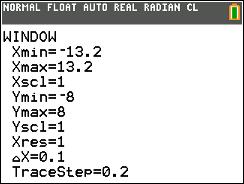 NORMAL FLOAT AUTO REAL RADIAN CL
WINDOW
Xmin=-13.2
Xmax=13.2
Xscl=1
Ymin=-8
Ymax=8
Yscl=1
Xres=1
△X=0.1
TraceStep=0.2